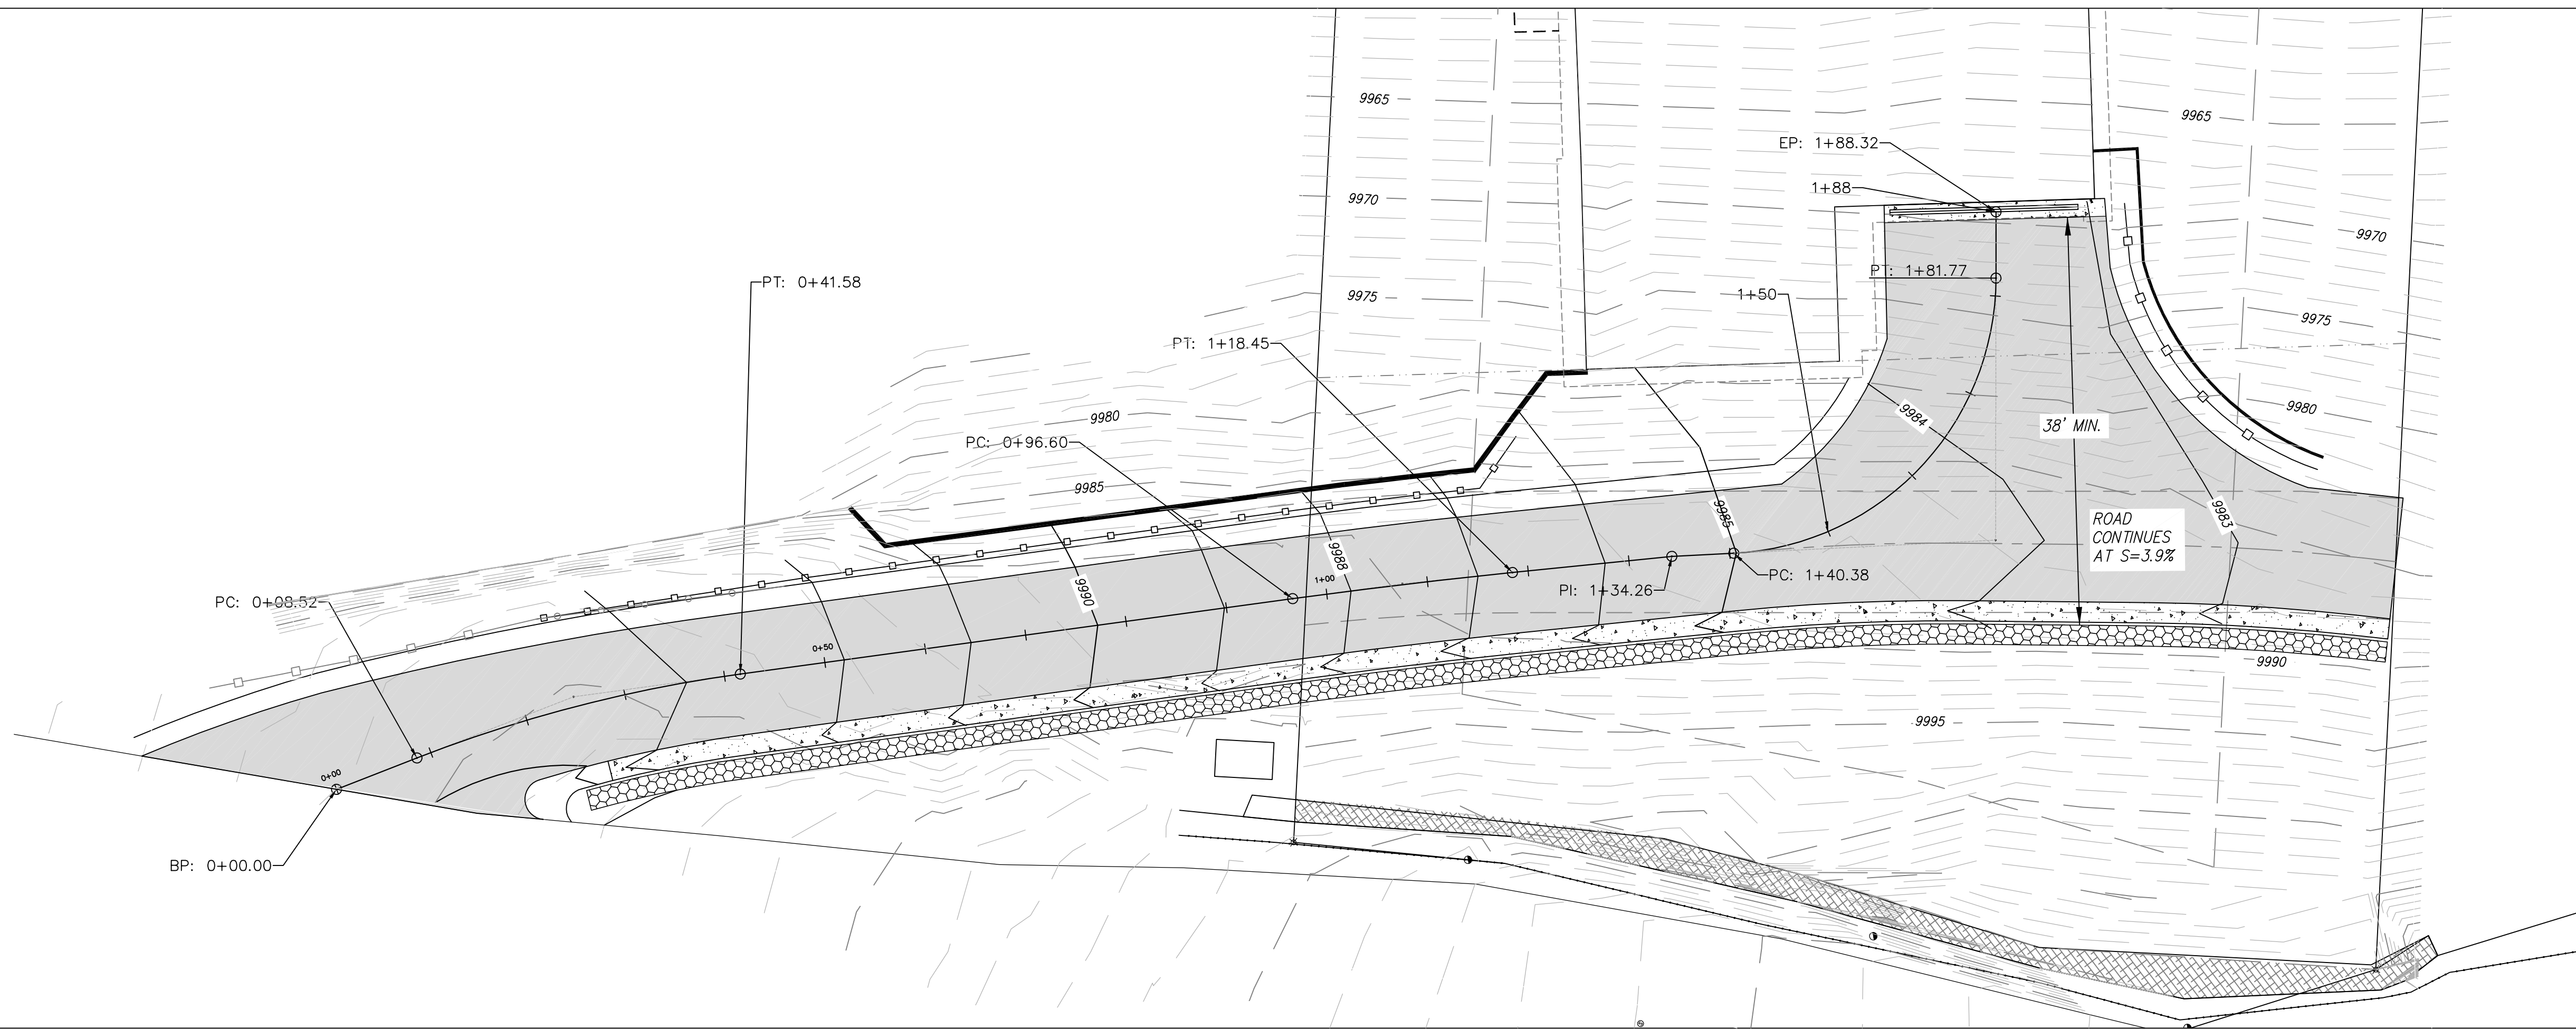 9965
9965
EP: 1+88.32
1+88
9970
9970
PT: 1+81.77
PT: 0+41.58
1+50
9975
9975
PT: 1+18.45
9980
9980
9984
38' MIN.
PC: 0+96.60
9985
9985
9983
ROAD
CONTINUES
AT S=3.9%
9988
PC: 1+40.38
1+00
9990
PI: 1+34.26
PC: 0+08.52
0+50
9990
9995
0+00
BP: 0+00.00